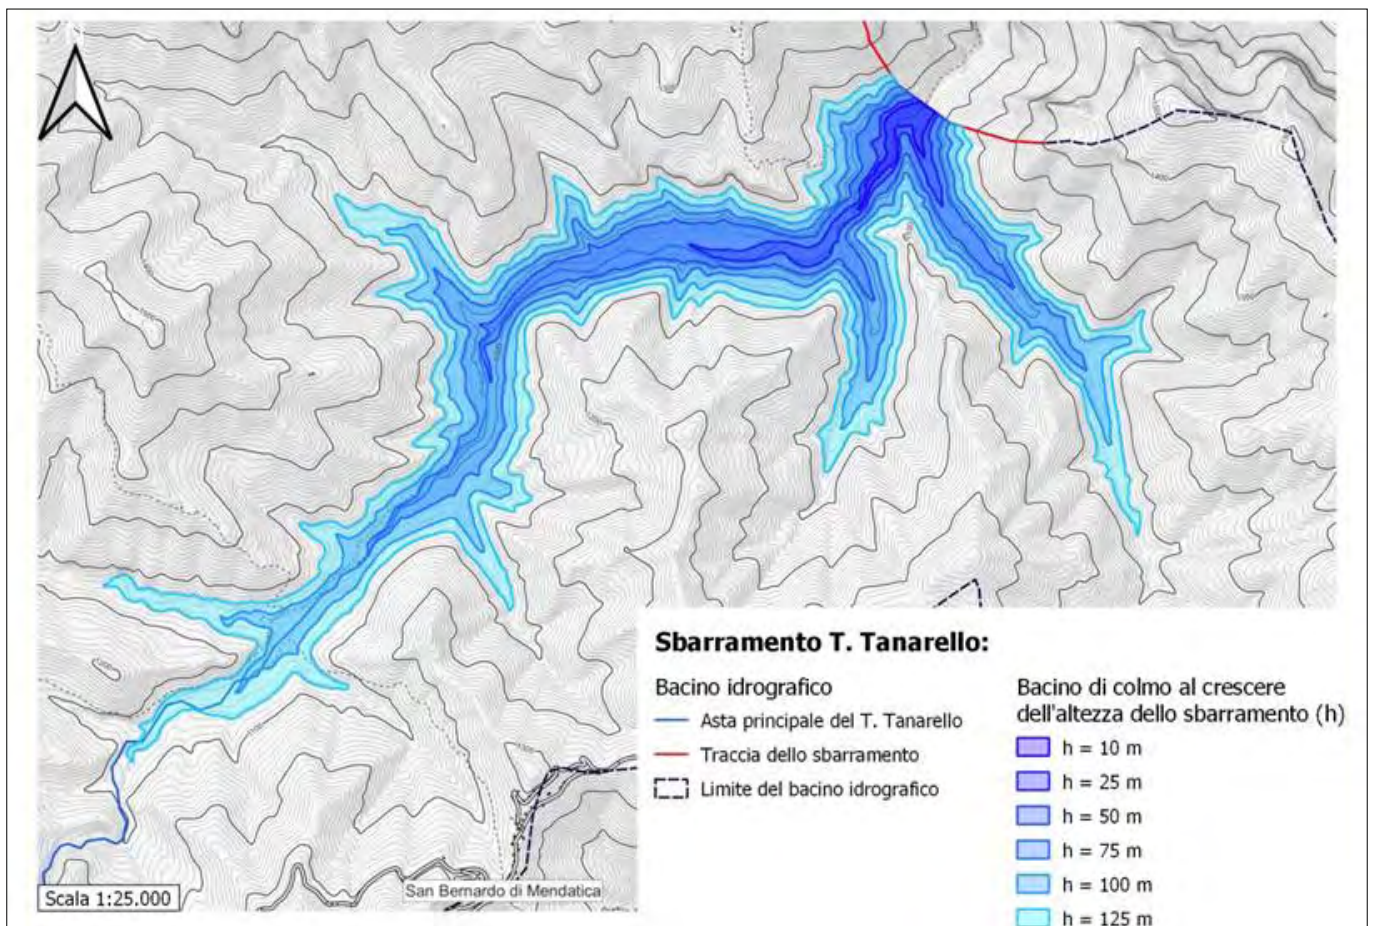 Sbarramento T. Tanarello:
Bacino idrografico
Asta principale del T. Tanarello
Traccia dello sbarramento
Limite del bacino idrografico
Bacino di colmo al crescere
dell'altezza dello sbarramento (h)
h = 10 m
h = 25 m
h = 50 m
h = 75 m
h = 100 m
h = 125 m
San Bernardo di Mendatica
Scala 1:25.000